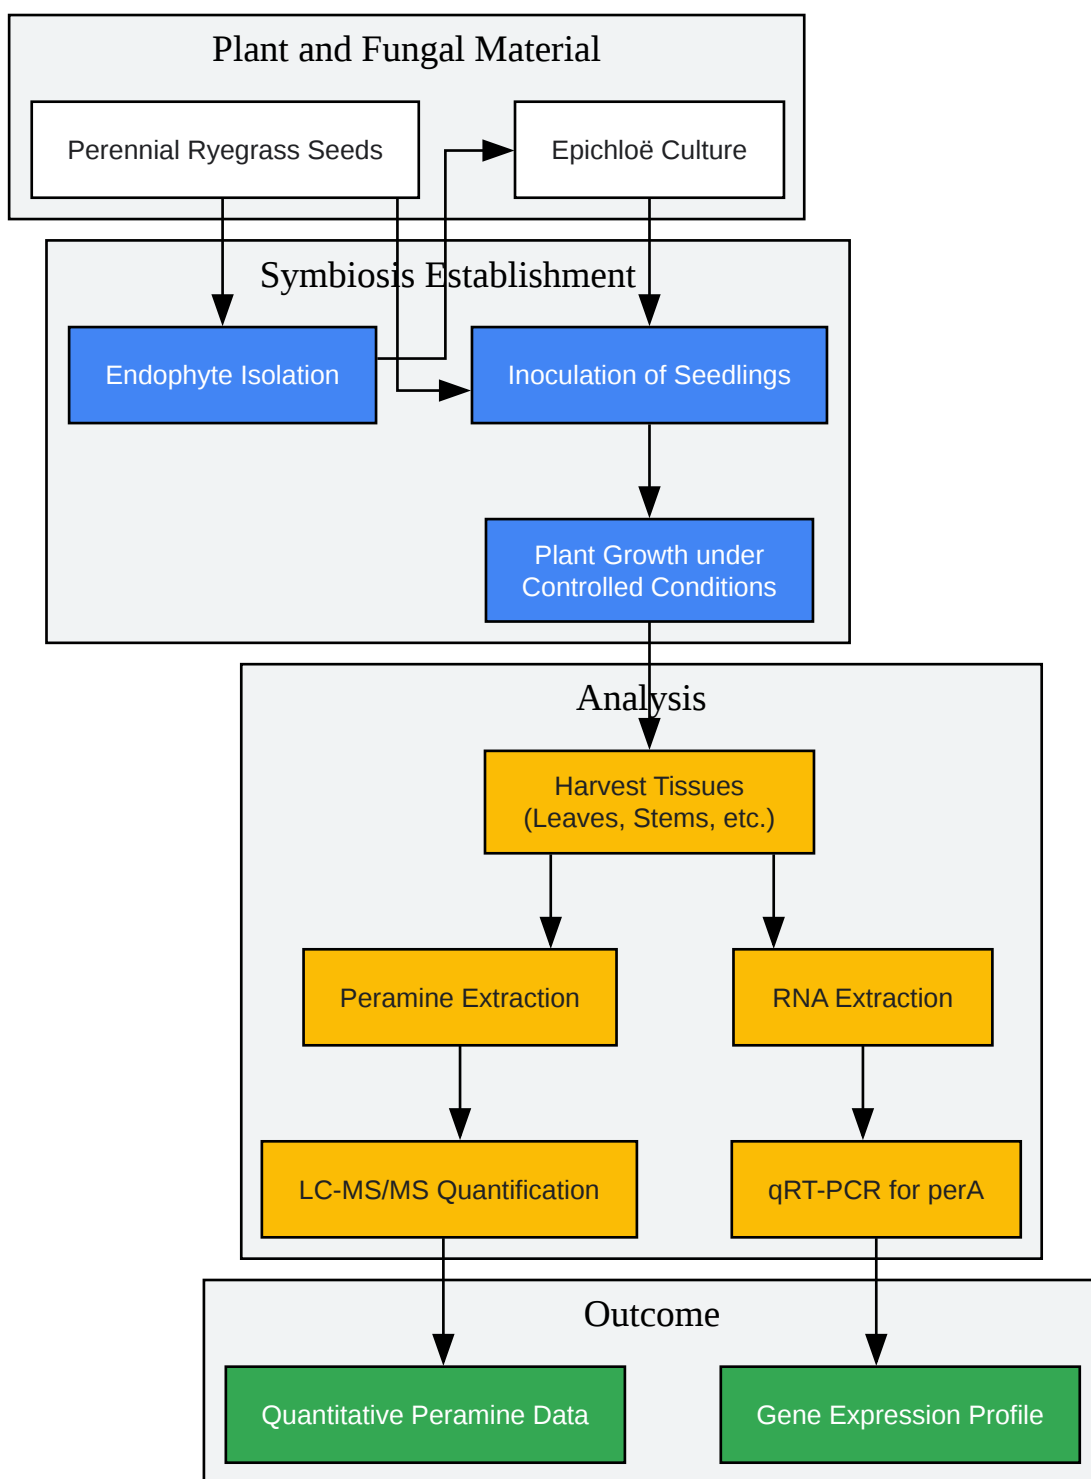 Plant and Fungal Material
Perennial Ryegrass Seeds
Epichloë Culture
Symbiosis Establishment
Endophyte Isolation
Inoculation of Seedlings
Plant Growth under
Controlled Conditions
Analysis
Harvest Tissues
(Leaves, Stems, etc.)
Peramine Extraction
RNA Extraction
LC-MS/MS Quantification
qRT-PCR for perA
Outcome
Quantitative Peramine Data
Gene Expression Profile